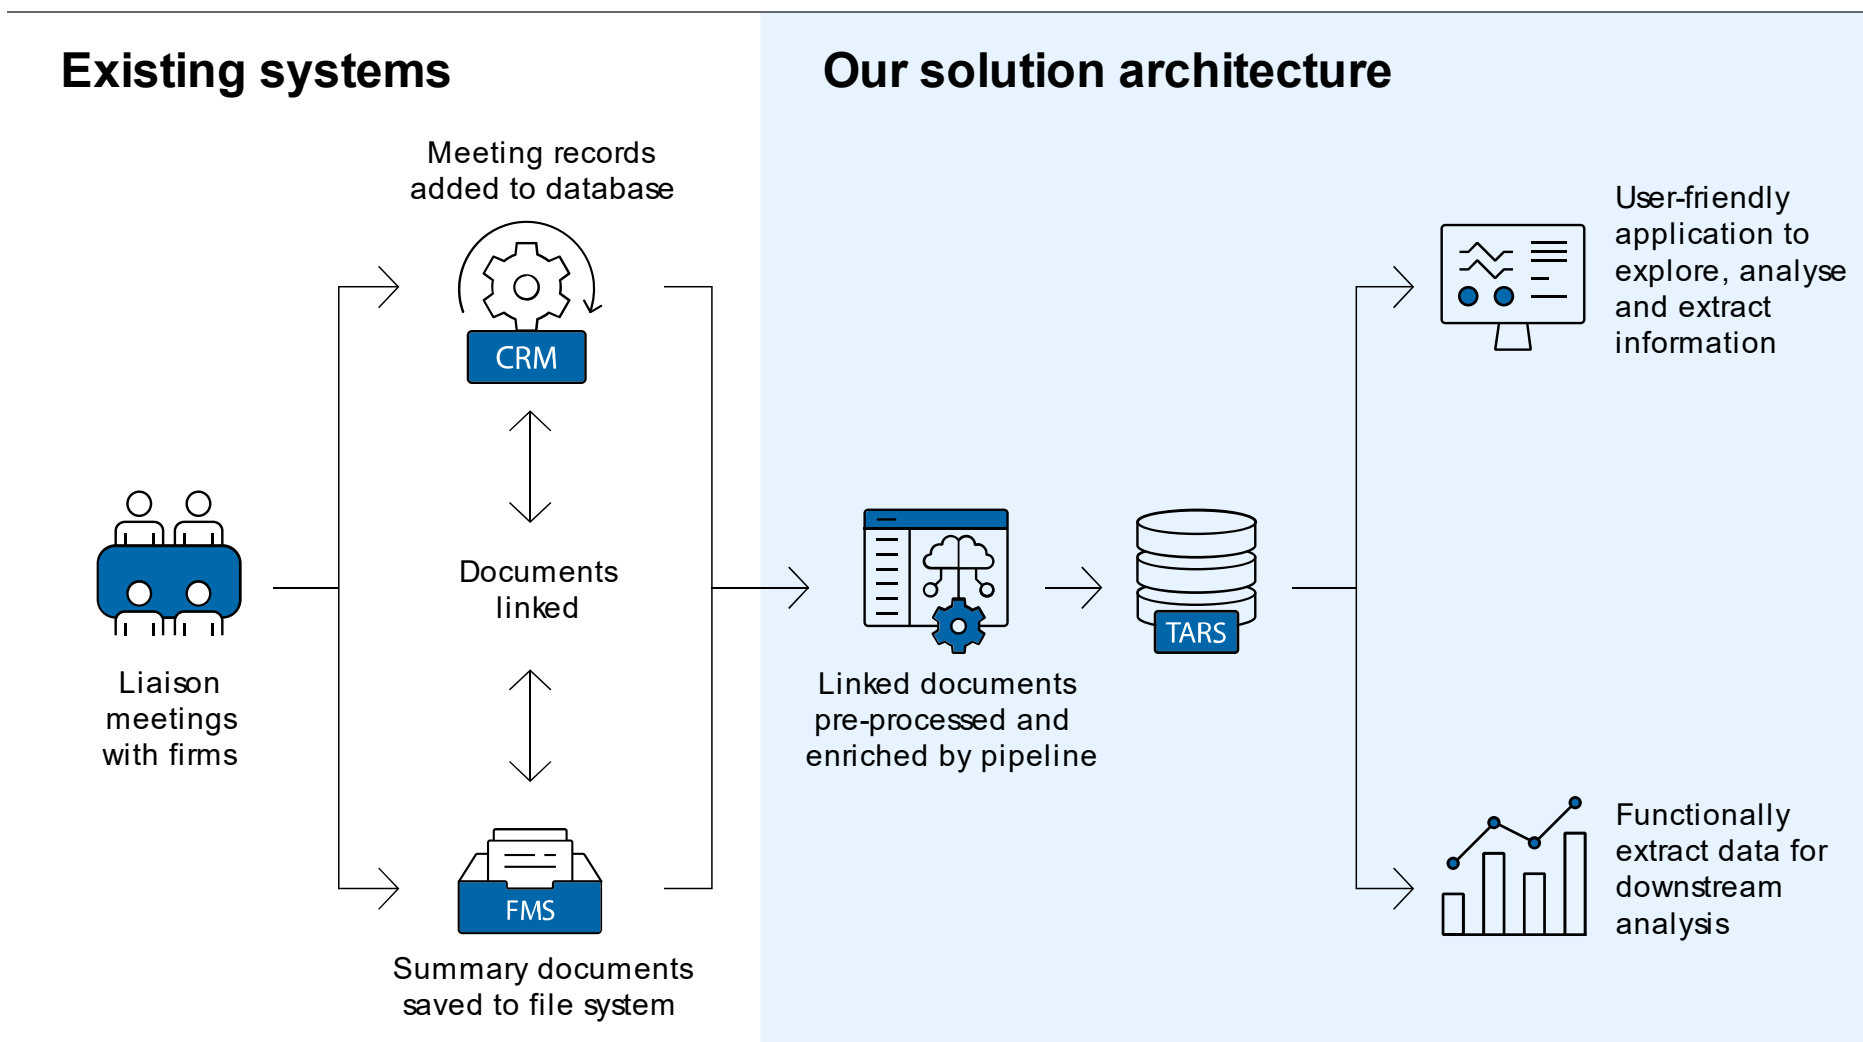 Existing systems
Our solution architecture
Meeting records
added to database
CRM
Documents
linked
Liaison
meetings
with firms
FMS
Summary documents
saved to file system
Linked documents
pre-processed and
enriched by pipeline
TARS
User-friendly
application to
explore, analyse
and extract
information
Functionally
extract data for
downstream
analysis